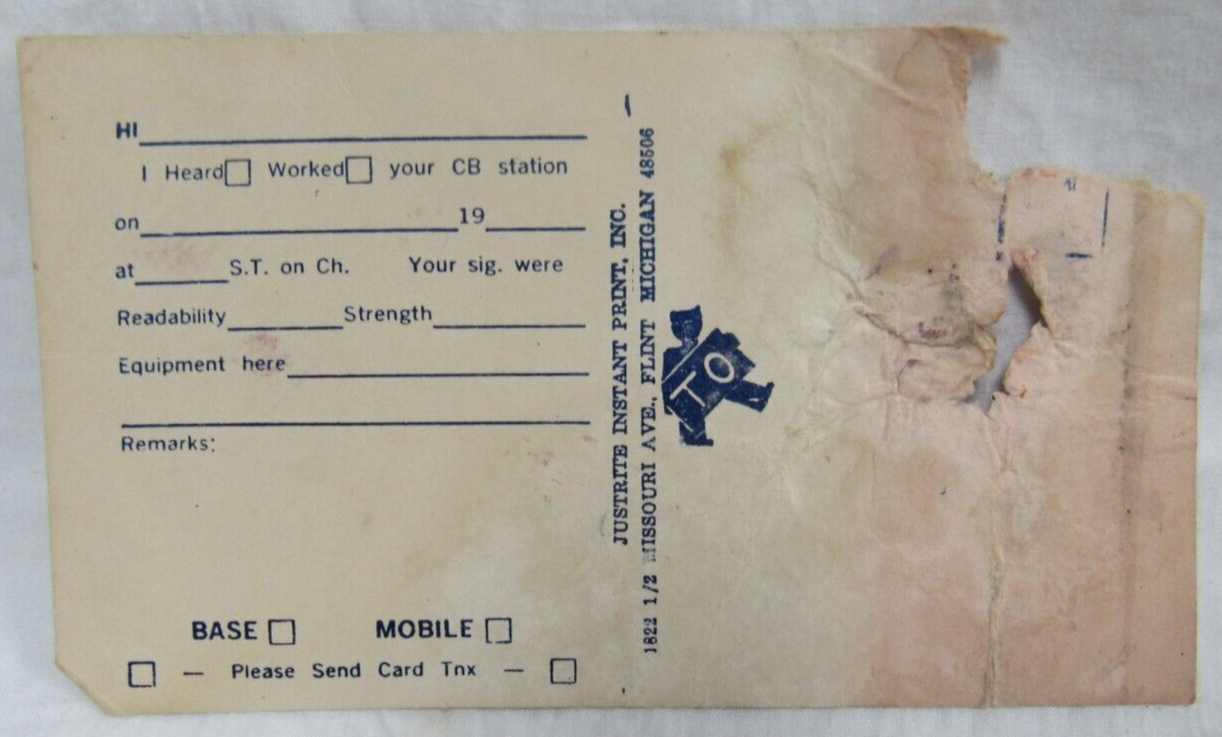 HI
I Heard Worked your CB station
on 19
at S.T. on Ch. Your sig. were
Readability Strength
Equipment here
Remarks:
BASE MOBILE
— Please Send Card Tnx —
JUSTRITE INSTANT PRINT, INC.
1822 1/2 MISSOURI AVE., FLINT MICHIGAN 48506
TO